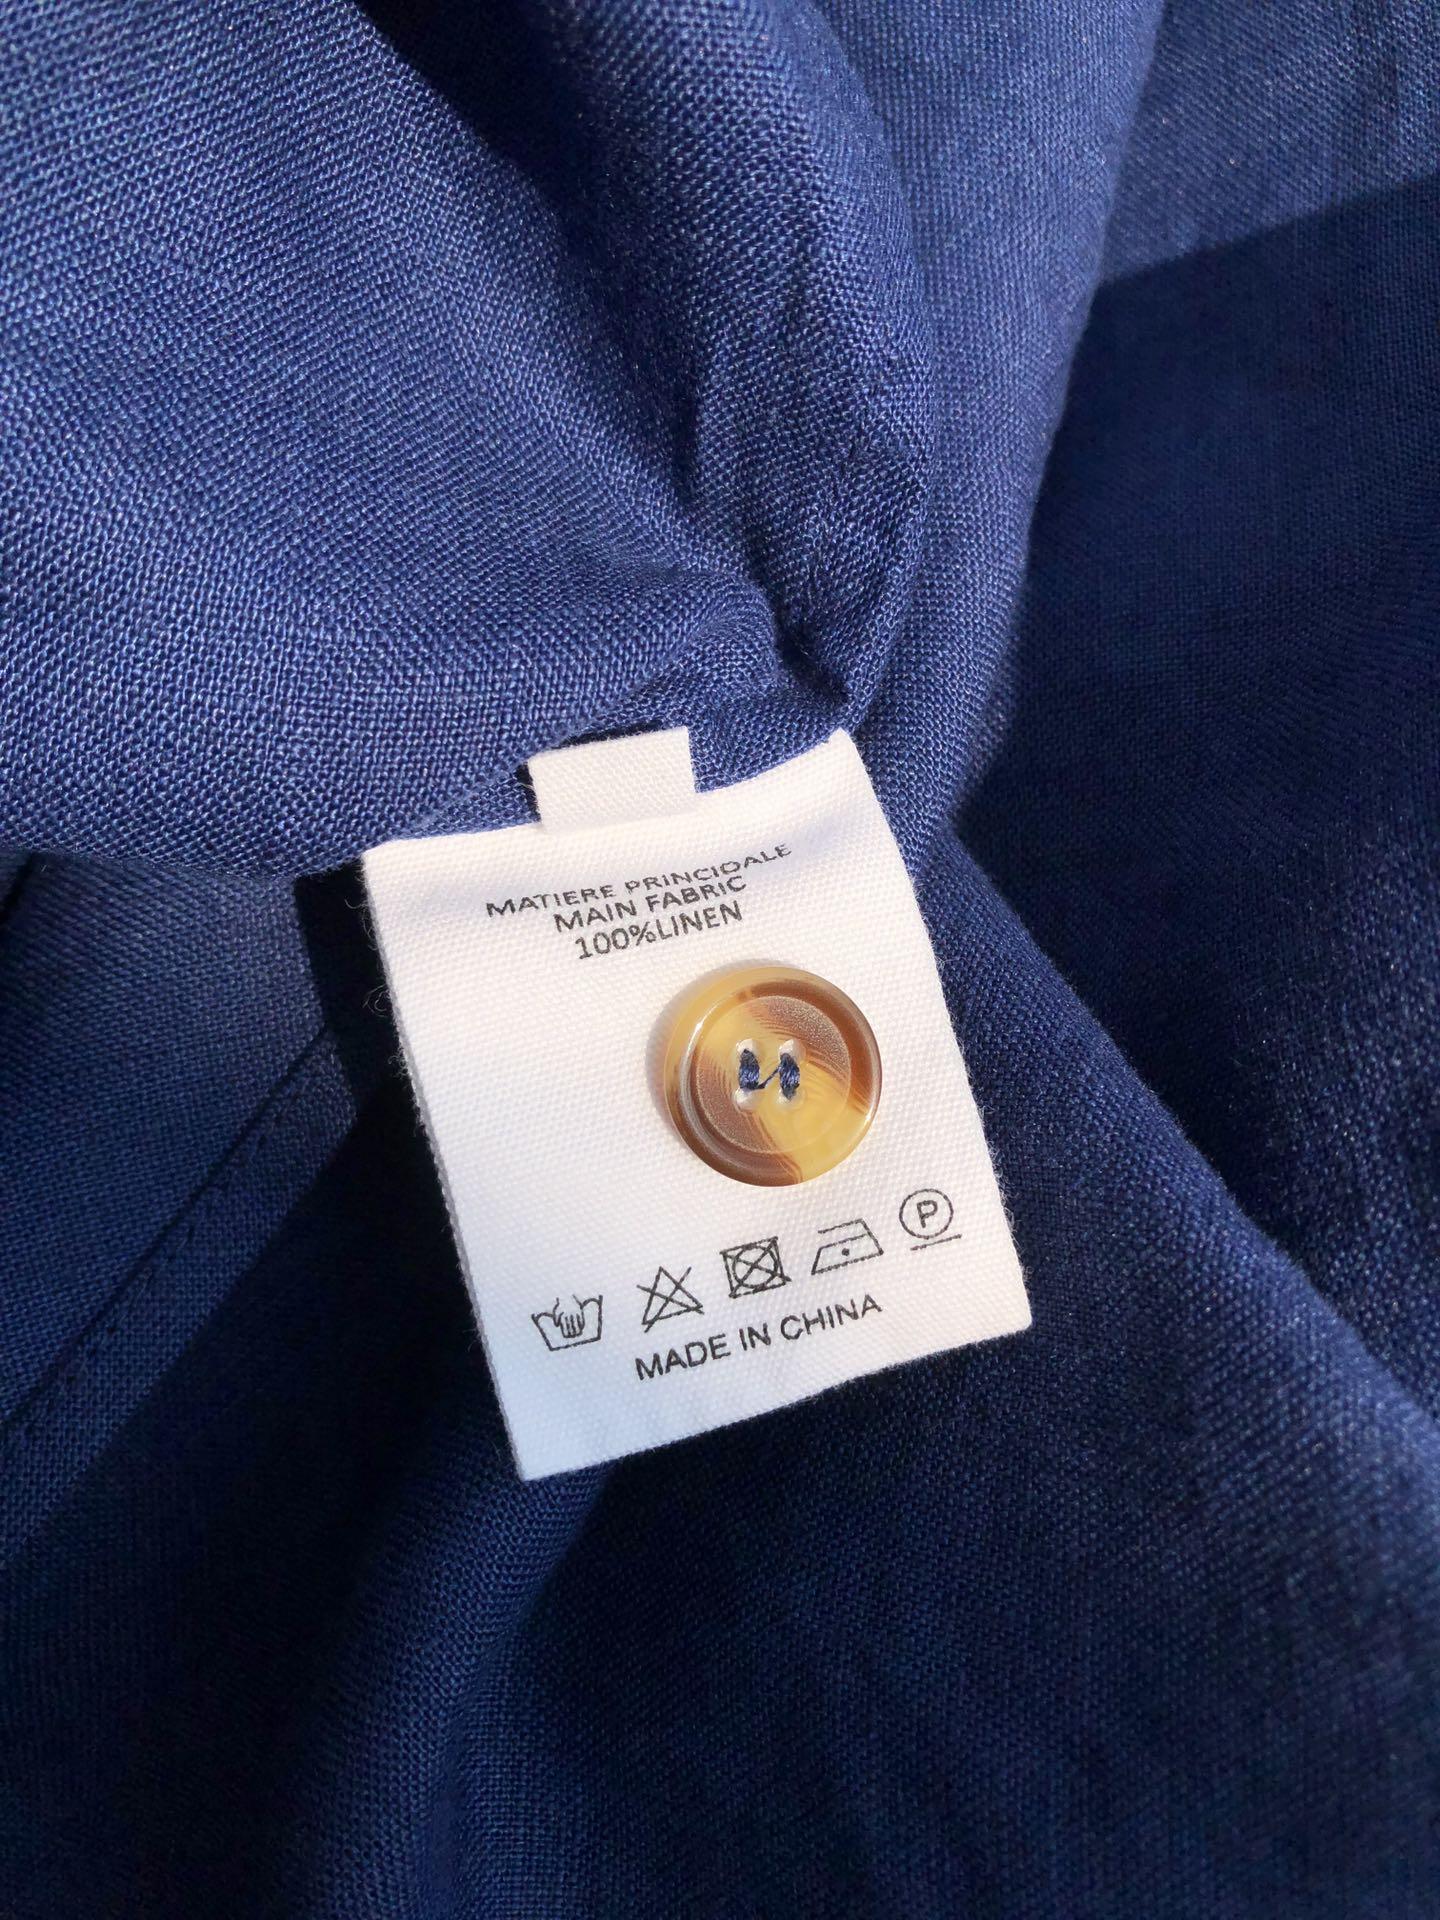 MATIERE PRINCIOALE
MAIN FABRIC
100%LINEN
P
MADE IN CHINA